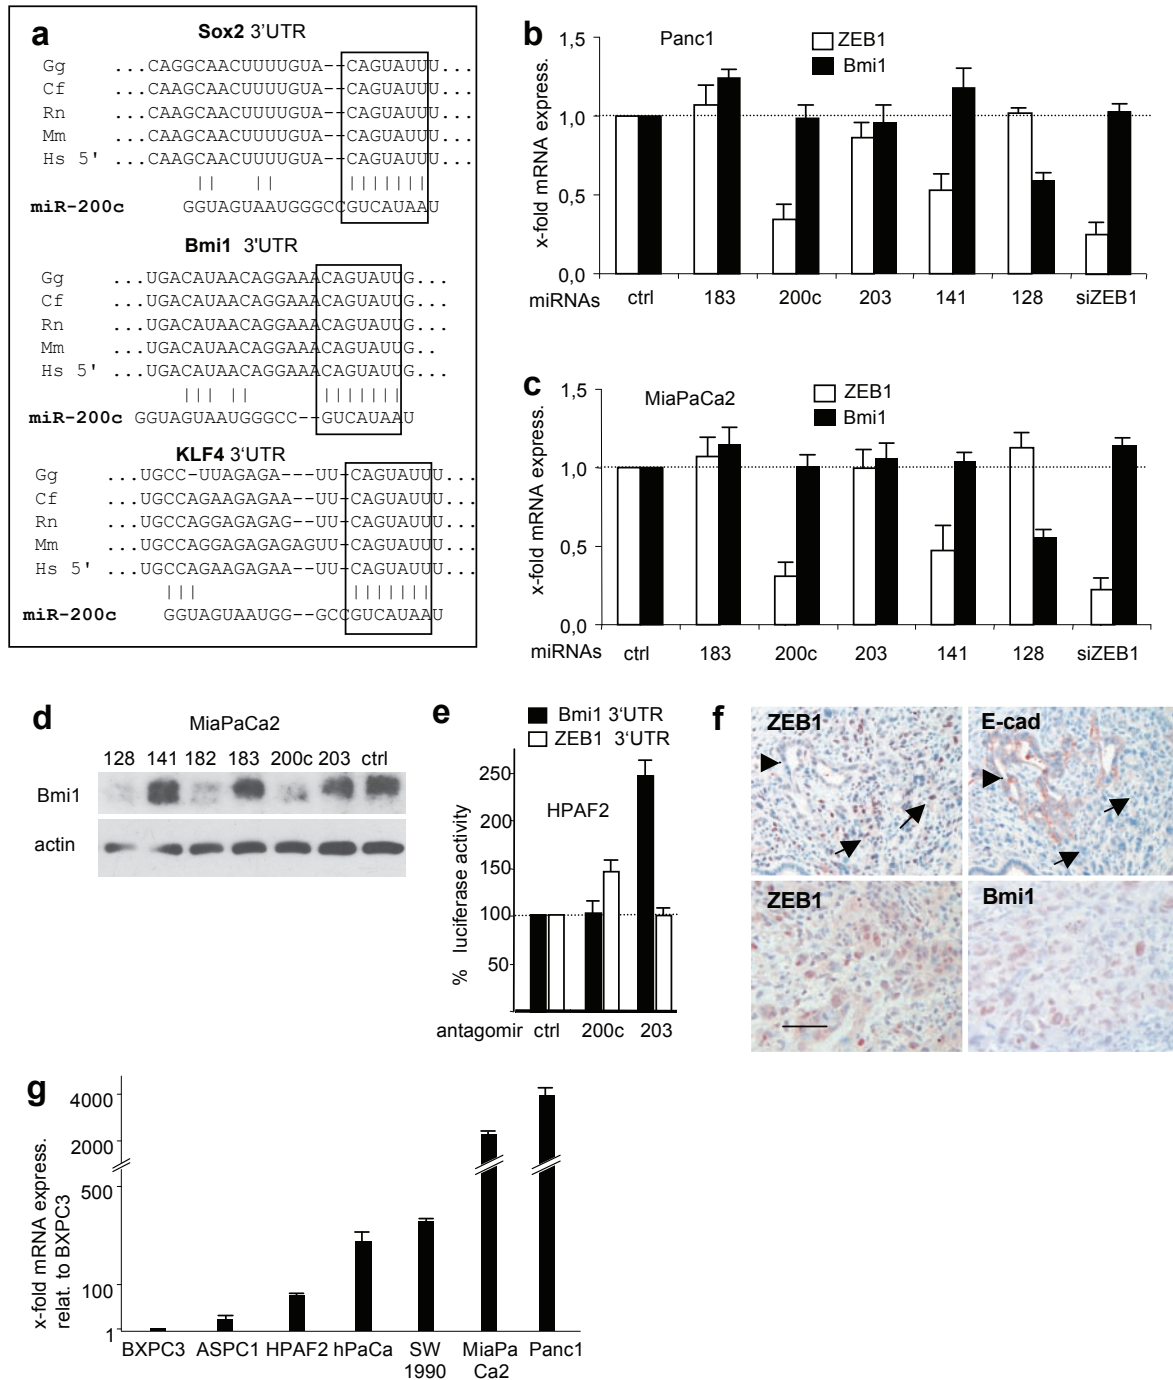 a
Sox2 3'UTR
Gg ...CAGGCAACUUUUGUA--CAGUAUUU...
Cf ...CAAGCAACUUUUGUA--CAGUAUUU...
Rn ...CAAGCAACUUUUGUA--CAGUAUUU...
Mm ...CAAGCAACUUUUGUA--CAGUAUUU...
Hs 5' ...CAAGCAACUUUUGUA--CAGUAUUU...
miR-200c GGUAGUAAUGGGCCGUCAUAAU
Bmi1 3'UTR
Gg ...UGACAUAACAGGAAACAGUAUUG...
Cf ...UGACAUAACAGGAAACAGUAUUG...
Rn ...UGACAUAACAGGAAACAGUAUUG...
Mm ...UGACAUAACAGGAAACAGUAUUG..
Hs 5' ...UGACAUAACAGGAAACAGUAUUG...
miR-200c GGUAGUAAUGGGCC--GUCAUAAU
KLF4 3'UTR
Gg ...UGCC-UUAGAGA---UU-CAGUAUUU...
Cf ...UGCCAGAAGAGAA--UU-CAGUAUUU...
Rn ...UGCCAGGAGAGAG--UU-CAGUAUUU...
Mm ...UGCCAGGAGAGAGAGUU-CAGUAUUU...
Hs 5' ...UGCCAGAAGAGAA--UU-CAGUAUUU...
miR-200c GGUAGUAAUGG--GCCGUCAUAAU
b
Panc1
ZEB1
Bmi1
x-fold mRNA express.
1,5
1,0
0,5
0,0
miRNAs ctrl 183 200c 203 141 128 siZEB1
c
MiaPaCa2
ZEB1
Bmi1
x-fold mRNA express.
1,5
1,0
0,5
0,0
miRNAs ctrl 183 200c 203 141 128 siZEB1
d
MiaPaCa2
128 141 182 183 200c 203 ctrl
Bmi1
actin
e
Bmi1 3'UTR
ZEB1 3'UTR
HPAF2
% luciferase activity
250
200
150
100
50
antagomir ctrl 200c 203
f
ZEB1
E-cad
ZEB1
Bmi1
g
x-fold mRNA express.
relat. to BXPC3
4000
2000
500
100
1
BXPC3 ASPC1 HPAF2 hPaCa SW MiaPa Panc1
1990 Ca2